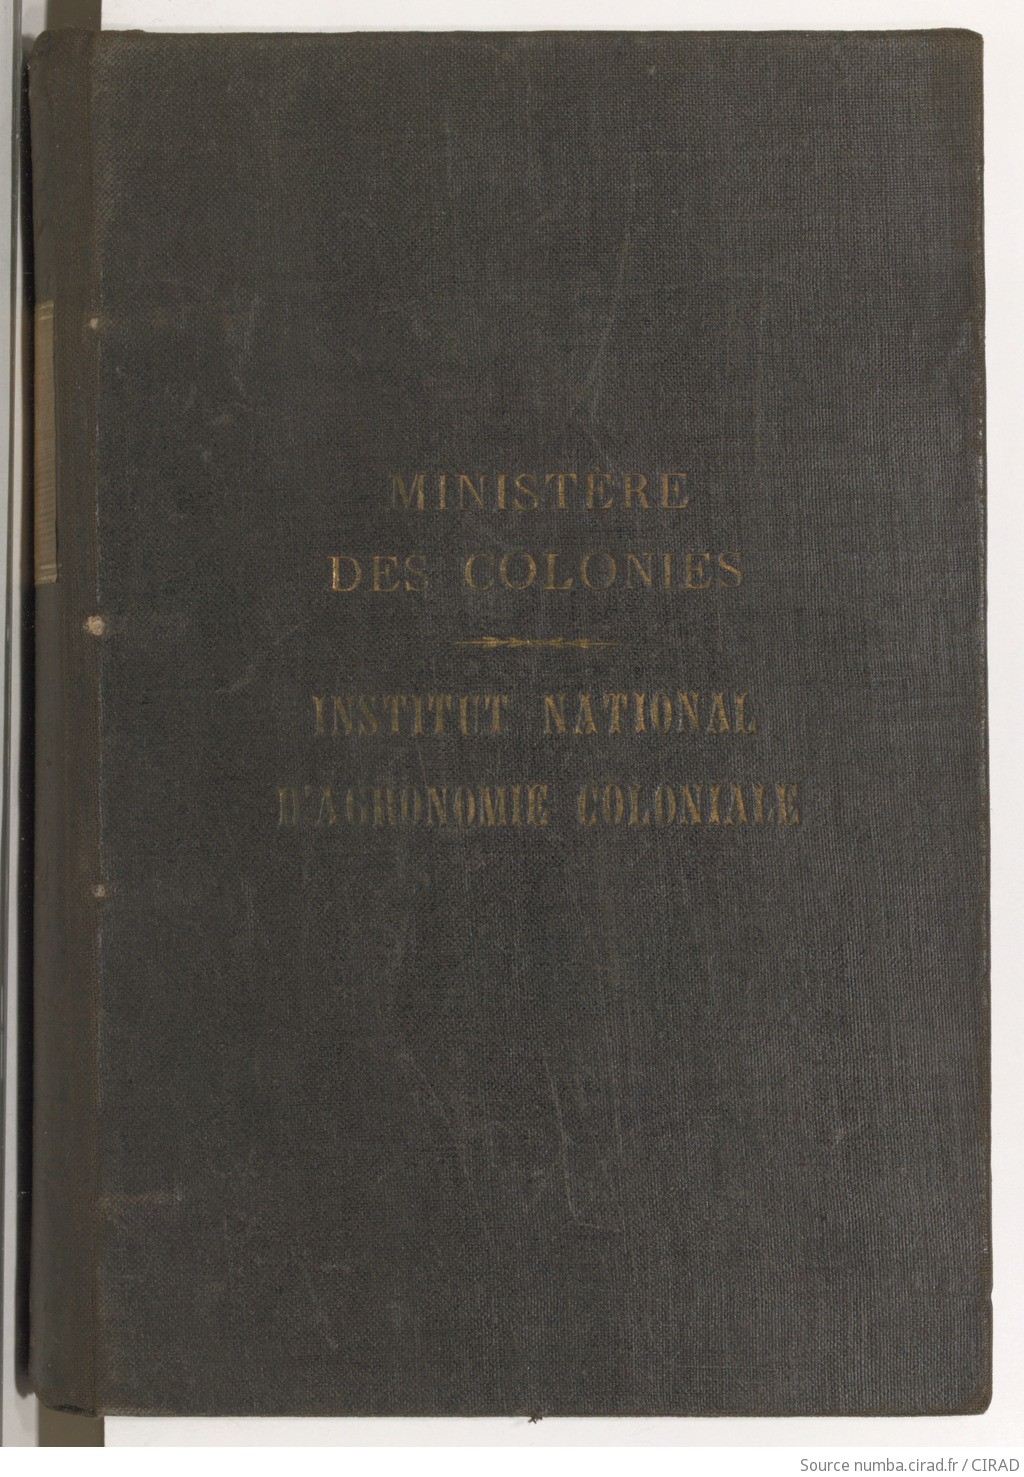 MINISTÈRE
DES COLONIES
INSTITUT NATIONAL
D'AGRONOMIE COLONIALE
Source numba.cirad.fr / CIRAD